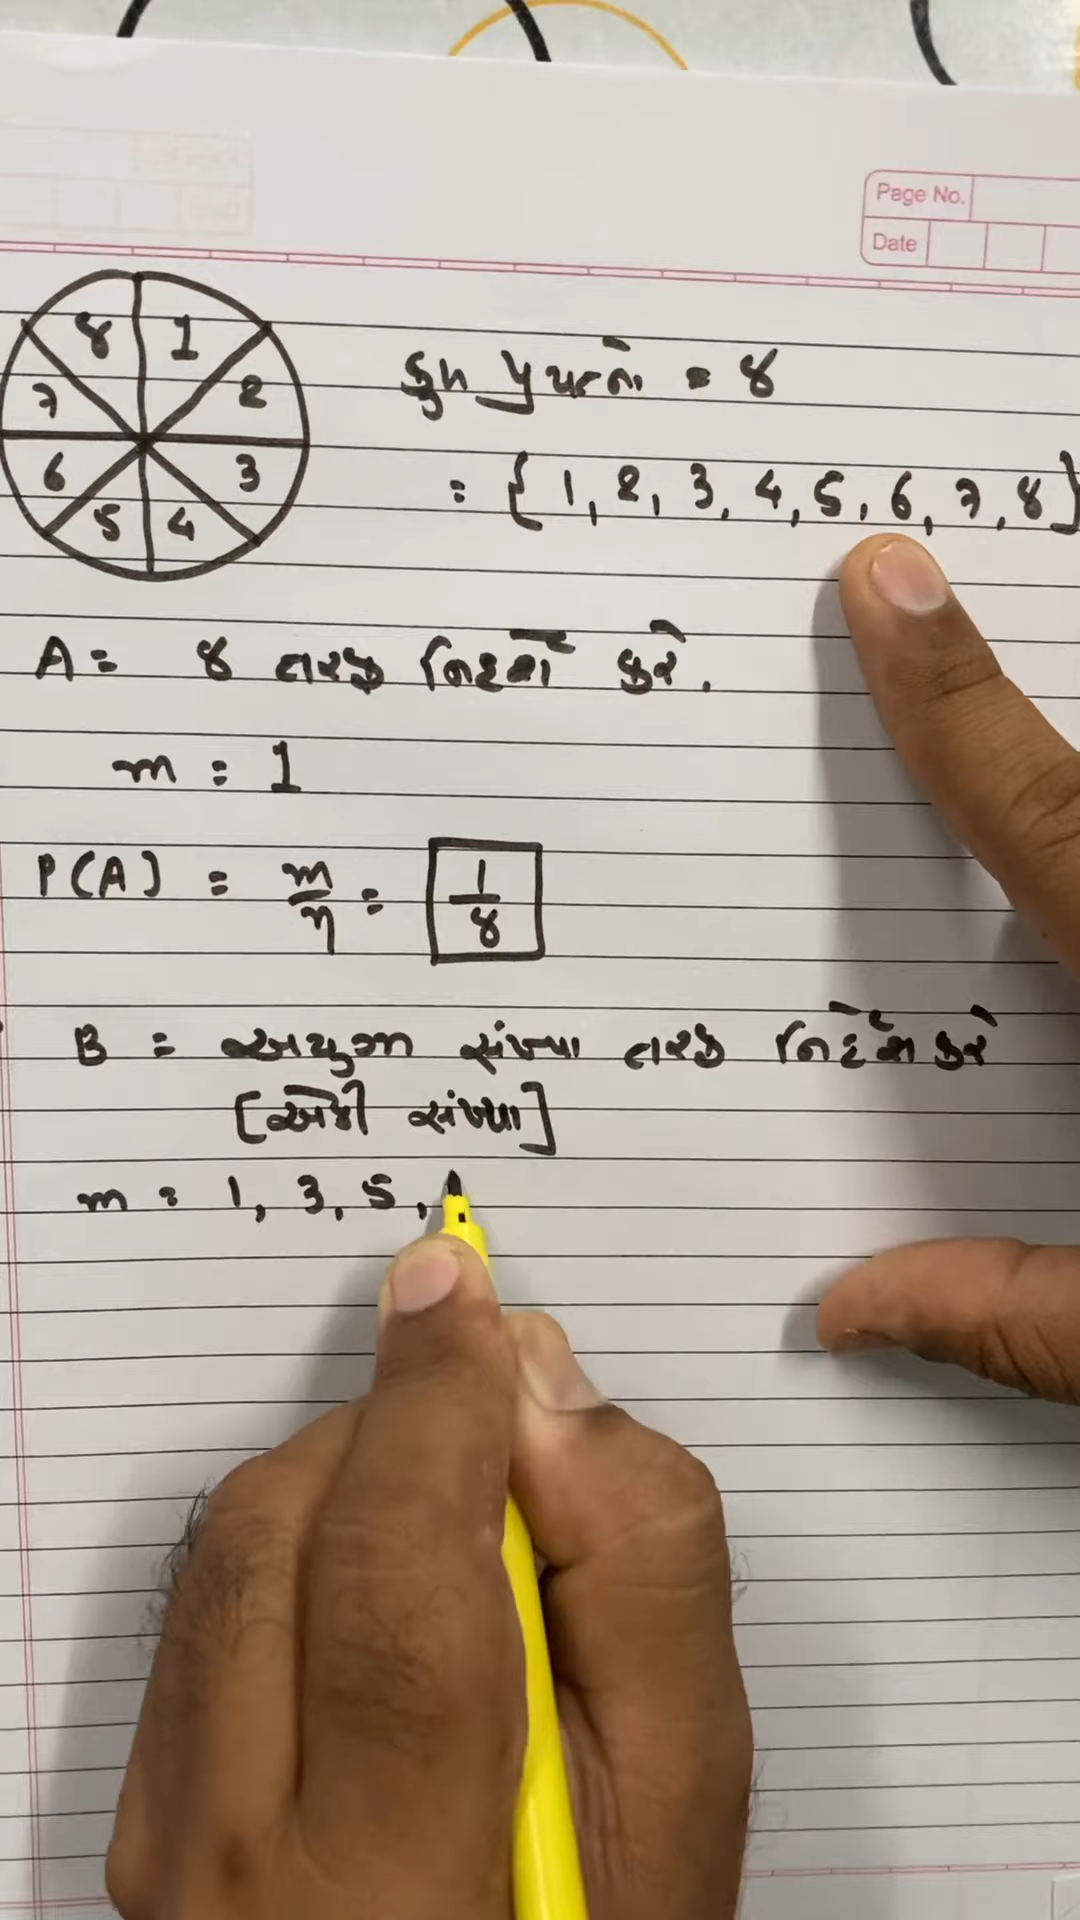 Page No.
Date
8 1
7 2
6 3
5 4
કુલ પરિણામો = 8
= { 1, 2, 3, 4, 5, 6, 7, 8 }
A = 8 તરફ નિર્દેશ કરે.
m = 1
P(A) = m/n = 1/8
B = અયુગ્મ સંખ્યા તરફ નિર્દેશ કરે
[એકી સંખ્યા]
m = 1, 3, 5,